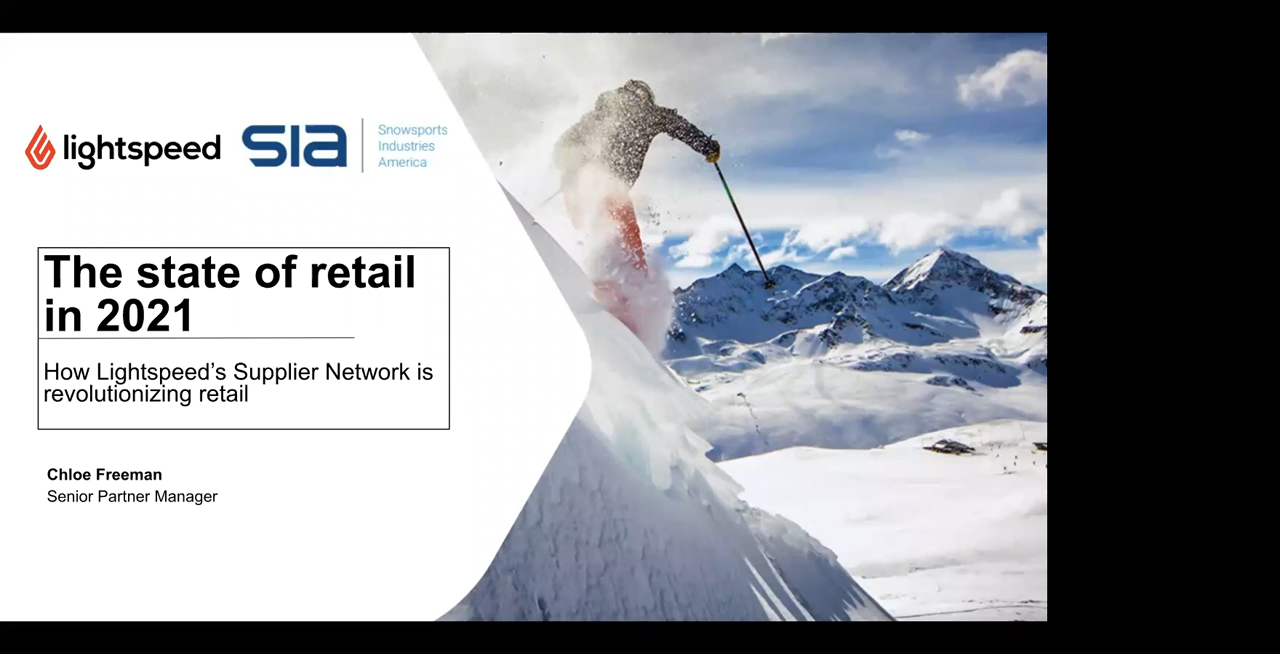 lightspeed
sia
Snowsports
Industries
America
The state of retail
in 2021
How Lightspeed's Supplier Network is
revolutionizing retail
Chloe Freeman
Senior Partner Manager